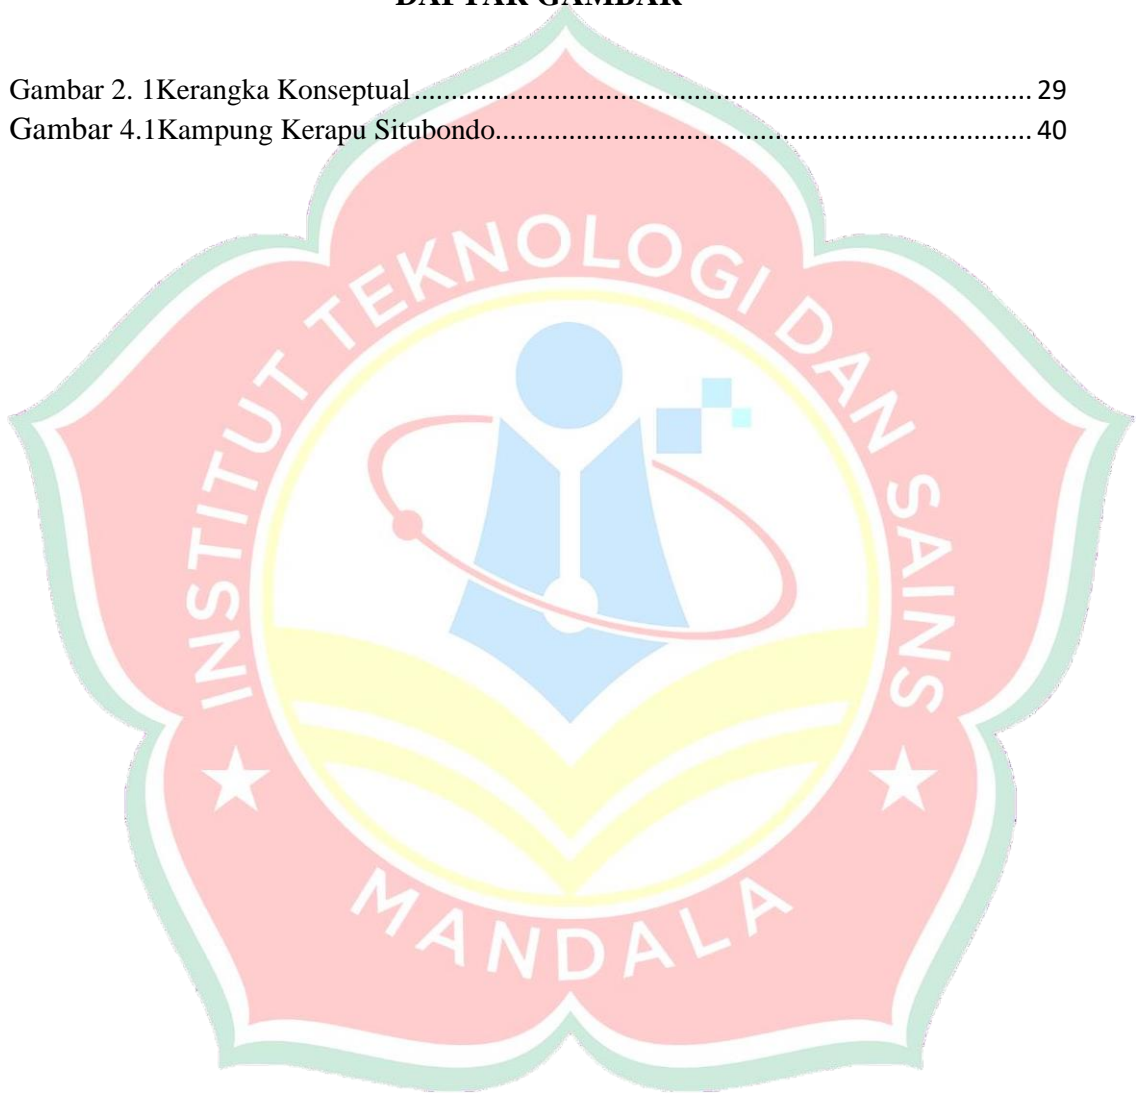 DAFTAR GAMBAR
Gambar 2. 1Kerangka Konseptual.................................................................................... 29
Gambar 4.1Kampung Kerapu Situbondo......................................................................... 40
INSTITUT TEKNOLOGI DAN SAINS
MANDALA